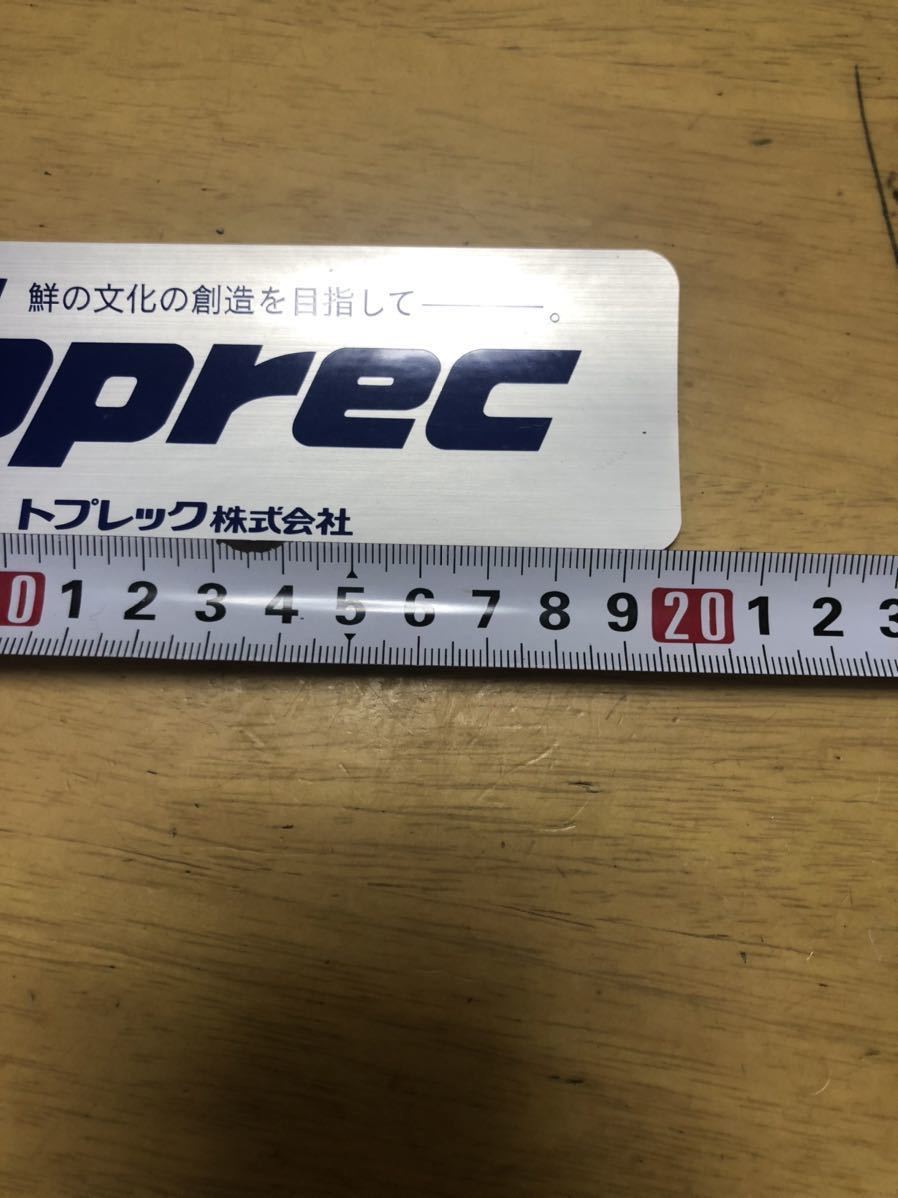 鮮の文化の創造を目指して———。
prec
トプレック株式会社
0 1 2 3 4 5 6 7 8 9 20 1 2 3